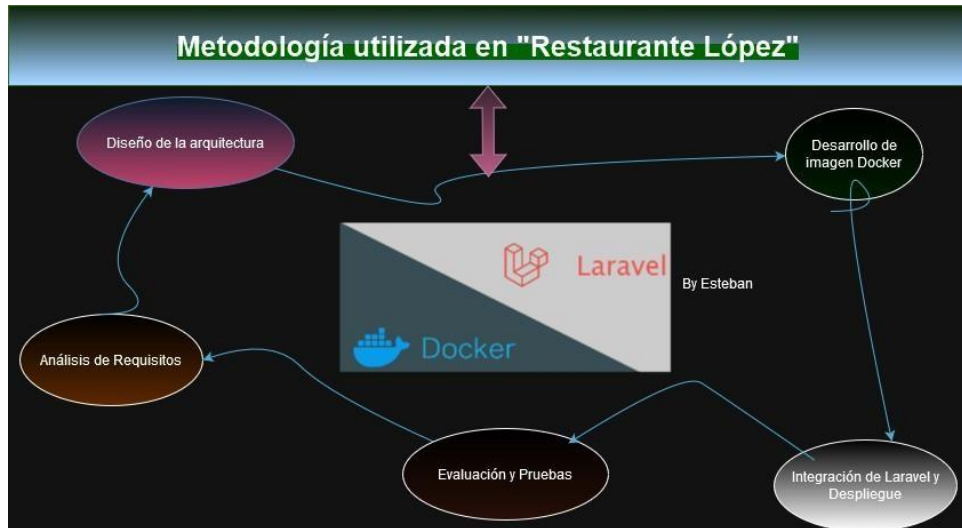 Metodología utilizada en "Restaurante López"
Diseño de la arquitectura
Desarrollo de
imagen Docker
Laravel
By Esteban
Docker
Análisis de Requisitos
Evaluación y Pruebas
Integración de Laravel y
Despliegue